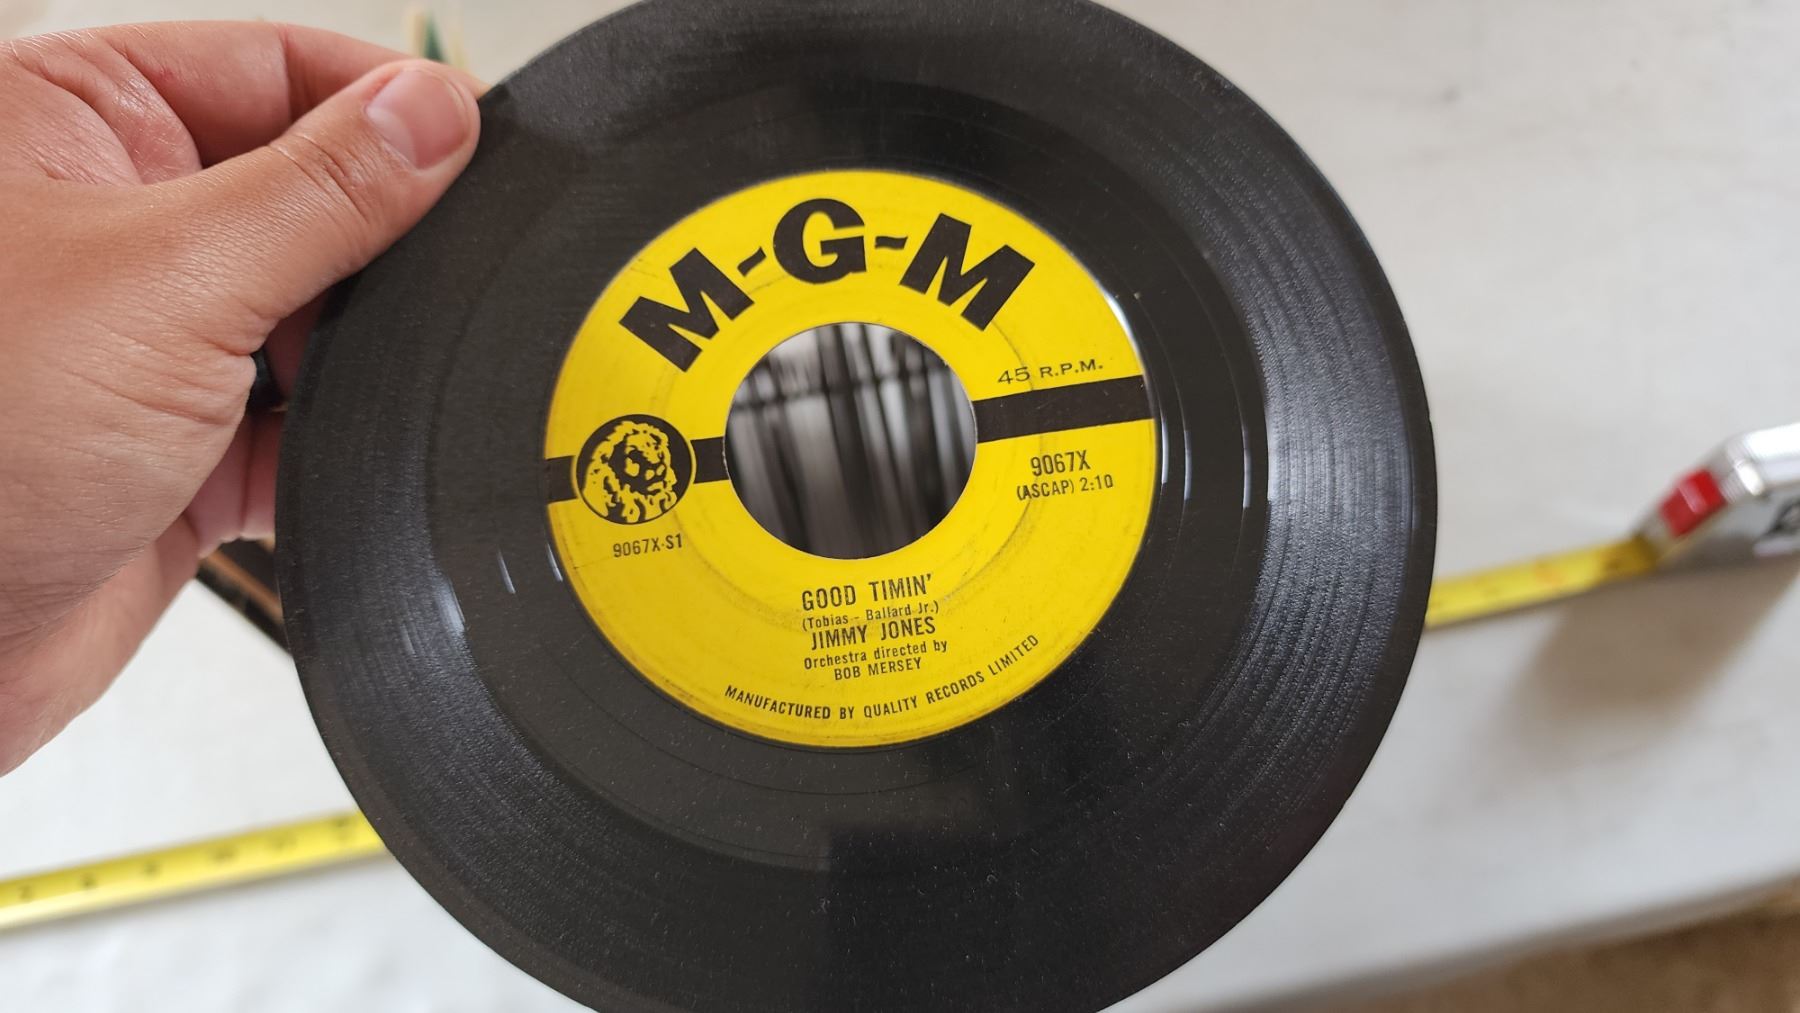 M-G-M
45 R.P.M.
9067X
(ASCAP) 2:10
9067X-S1
GOOD TIMIN'
(Tobias - Ballard Jr.)
JIMMY JONES
Orchestra directed by
BOB MERSEY
MANUFACTURED BY QUALITY RECORDS LIMITED